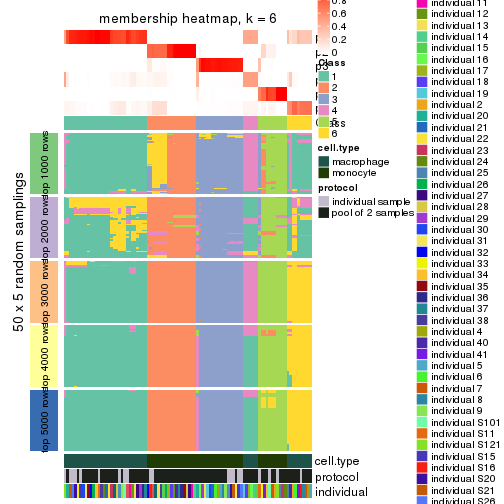 membership heatmap, k = 6
50 x 5 random samplings
top 1000 rows
top 2000 rows
top 3000 rows
top 4000 rows
top 5000 rows
0.8
0.6
0.4
0.2
0
Class
1
2
3
4
5
6
cell.type
macrophage
monocyte
protocol
individual sample
pool of 2 samples
cell.type
protocol
individual
individual 11
individual 12
individual 13
individual 14
individual 15
individual 16
individual 17
individual 18
individual 19
individual 2
individual 20
individual 21
individual 22
individual 23
individual 24
individual 25
individual 26
individual 27
individual 28
individual 29
individual 30
individual 31
individual 32
individual 33
individual 34
individual 35
individual 36
individual 37
individual 38
individual 4
individual 40
individual 41
individual 5
individual 6
individual 7
individual 8
individual 9
individual S101
individual S11
individual S121
individual S15
individual S16
individual S20
individual S21
individual S26